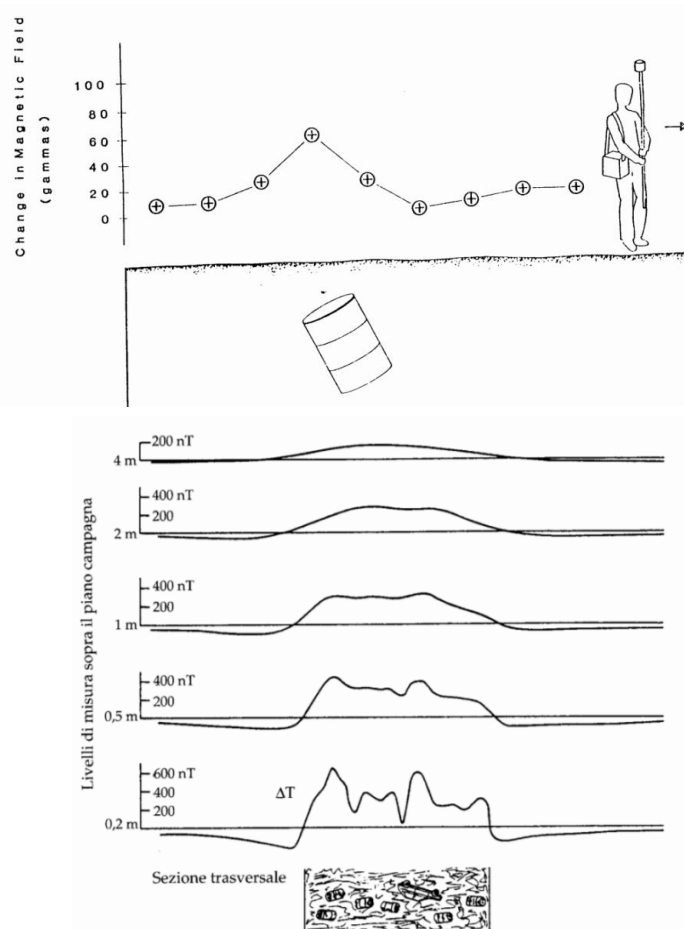 Change in Magnetic Field
(gammas)
100
80
60
40
20
0
Livelli di misura sopra il piano campagna
200 nT
4 m
400 nT
200
2 m
400 nT
200
1 m
400 nT
200
0,5 m
600 nT
400
200
0,2 m
ΔT
Sezione trasversale